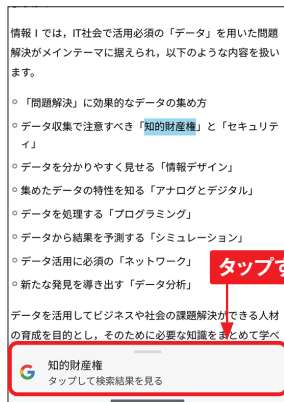 情報Ⅰでは，IT社会で活用必須の「データ」を用いた問題
解決がメインテーマに据えられ，以下のような内容を扱い
ます。
○「問題解決」に効果的なデータの集め方
○ データ収集で注意すべき「知的財産権」と「セキュリテ
ィ」
○ データを分かりやすく見せる「情報デザイン」
○ 集めたデータの特性を知る「アナログとデジタル」
○ データを処理する「プログラミング」
○ データから結果を予測する「シミュレーション」
○ データ活用に必須の「ネットワーク」
タップす
○ 新たな発見を導き出す「データ分析」
データを活用してビジネスや社会の課題解決ができる人材
の育成を目的とし，そのために必要な知識をまとめて学べ
G 知的財産権
タップして検索結果を見る